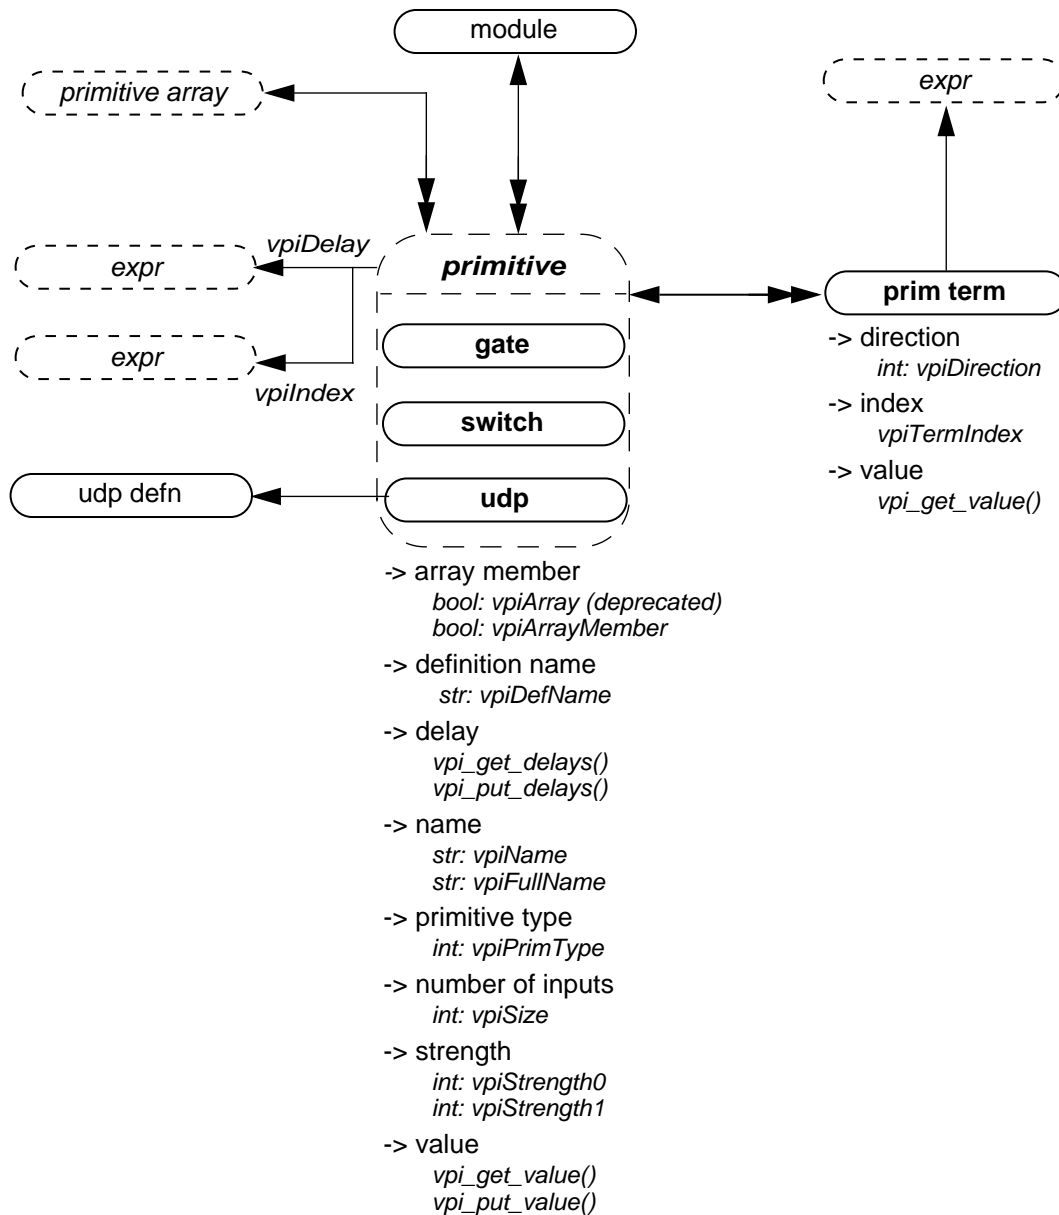 module
primitive array
expr
vpiDelay
expr
primitive
prim term
gate
expr
vpiIndex
switch
udp defn
udp
-> direction
int: vpiDirection
-> index
vpiTermIndex
-> value
vpi_get_value()
-> array member
bool: vpiArray (deprecated)
bool: vpiArrayMember
-> definition name
str: vpiDefName
-> delay
vpi_get_delays()
vpi_put_delays()
-> name
str: vpiName
str: vpiFullName
-> primitive type
int: vpiPrimType
-> number of inputs
int: vpiSize
-> strength
int: vpiStrength0
int: vpiStrength1
-> value
vpi_get_value()
vpi_put_value()